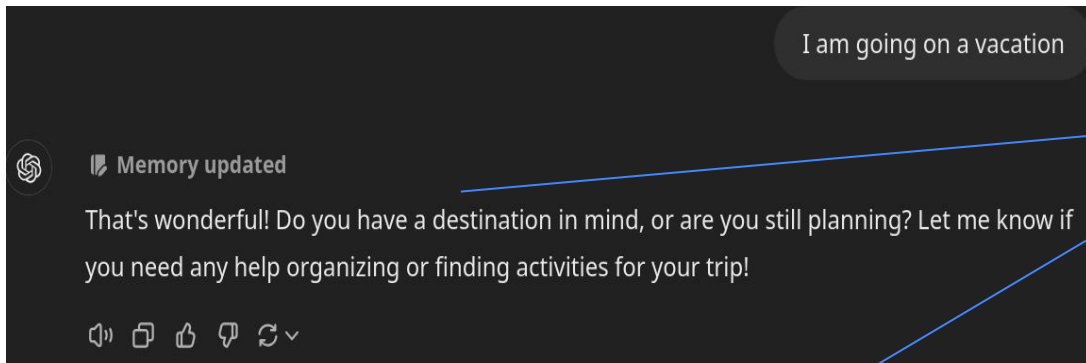 I am going on a vacation
Memory updated
That's wonderful! Do you have a destination in mind, or are you still planning? Let me know if
you need any help organizing or finding activities for your trip!